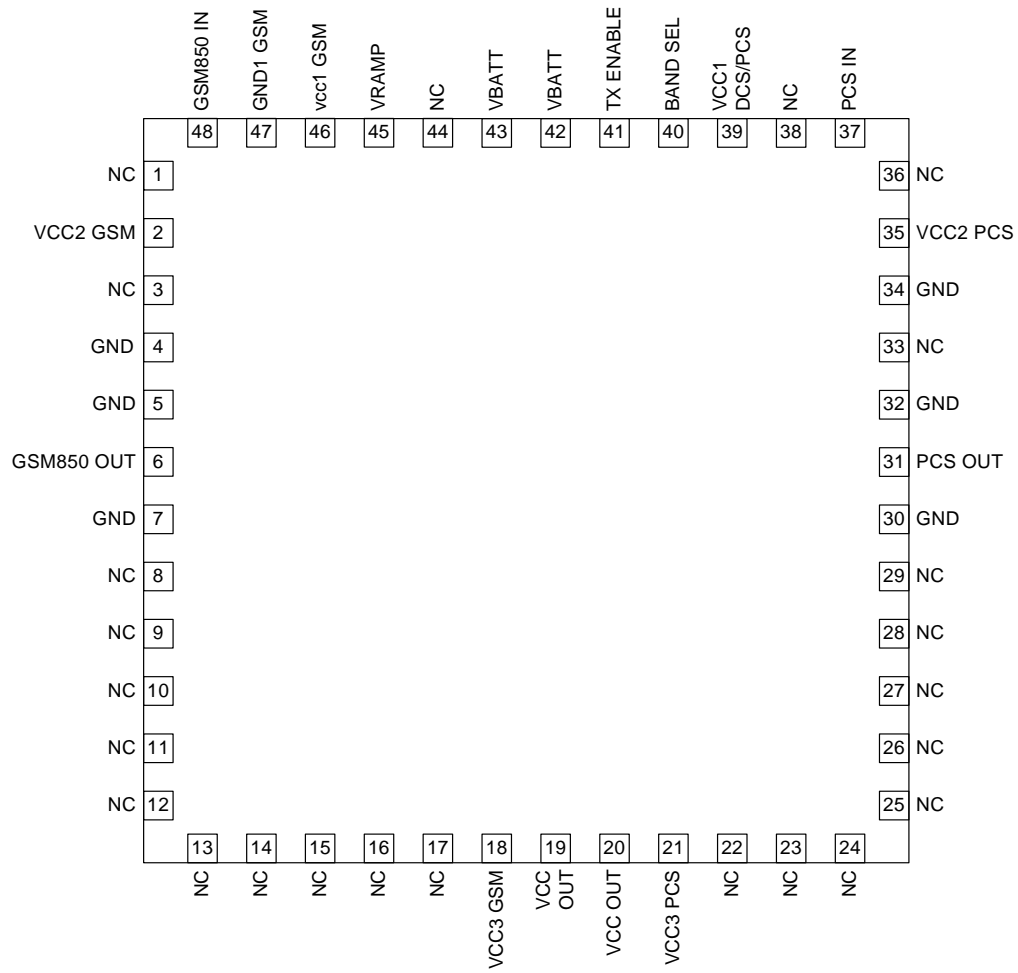 GSM850 IN
GND1 GSM
vcc1 GSM
VRAMP
NC
VBATT
VBATT
TX ENABLE
BAND SEL
VCC1
DCS/PCS
NC
PCS IN
48 47 46 45 44 43 42 41 40 39 38 37
NC 1 36 NC
VCC2 GSM 2 35 VCC2 PCS
NC 3 34 GND
GND 4 33 NC
GND 5 32 GND
GSM850 OUT 6 31 PCS OUT
GND 7 30 GND
NC 8 29 NC
NC 9 28 NC
NC 10 27 NC
NC 11 26 NC
NC 12 25 NC
13 14 15 16 17 18 19 20 21 22 23 24
NC
NC
NC
NC
NC
VCC3 GSM
VCC
OUT
VCC OUT
VCC3 PCS
NC
NC
NC